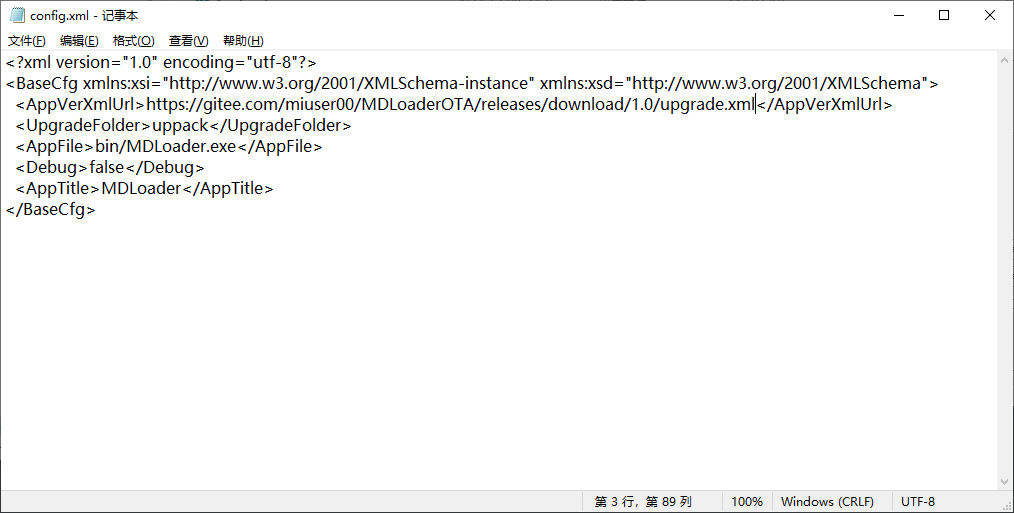 config.xml - 记事本
文件(F) 编辑(E) 格式(O) 查看(V) 帮助(H)
<?xml version="1.0" encoding="utf-8"?>
<BaseCfg xmlns:xsi="http://www.w3.org/2001/XMLSchema-instance" xmlns:xsd="http://www.w3.org/2001/XMLSchema">
  <AppVerXmlUrl>https://gitee.com/miuser00/MDLoaderOTA/releases/download/1.0/upgrade.xml</AppVerXmlUrl>
  <UpgradeFolder>uppack</UpgradeFolder>
  <AppFile>bin/MDLoader.exe</AppFile>
  <Debug>false</Debug>
  <AppTitle>MDLoader</AppTitle>
</BaseCfg>
第 3 行，第 89 列 100% Windows (CRLF) UTF-8